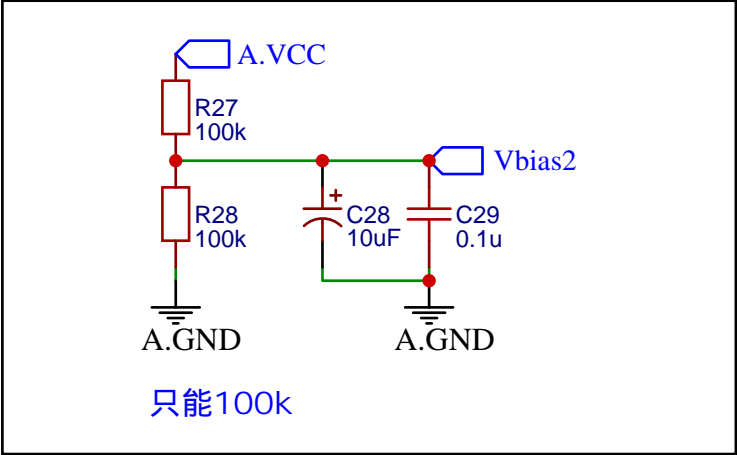 A.VCC
R27
100k
Vbias2
R28
100k
+
C28
10uF
C29
0.1u
A.GND
A.GND
只能100k